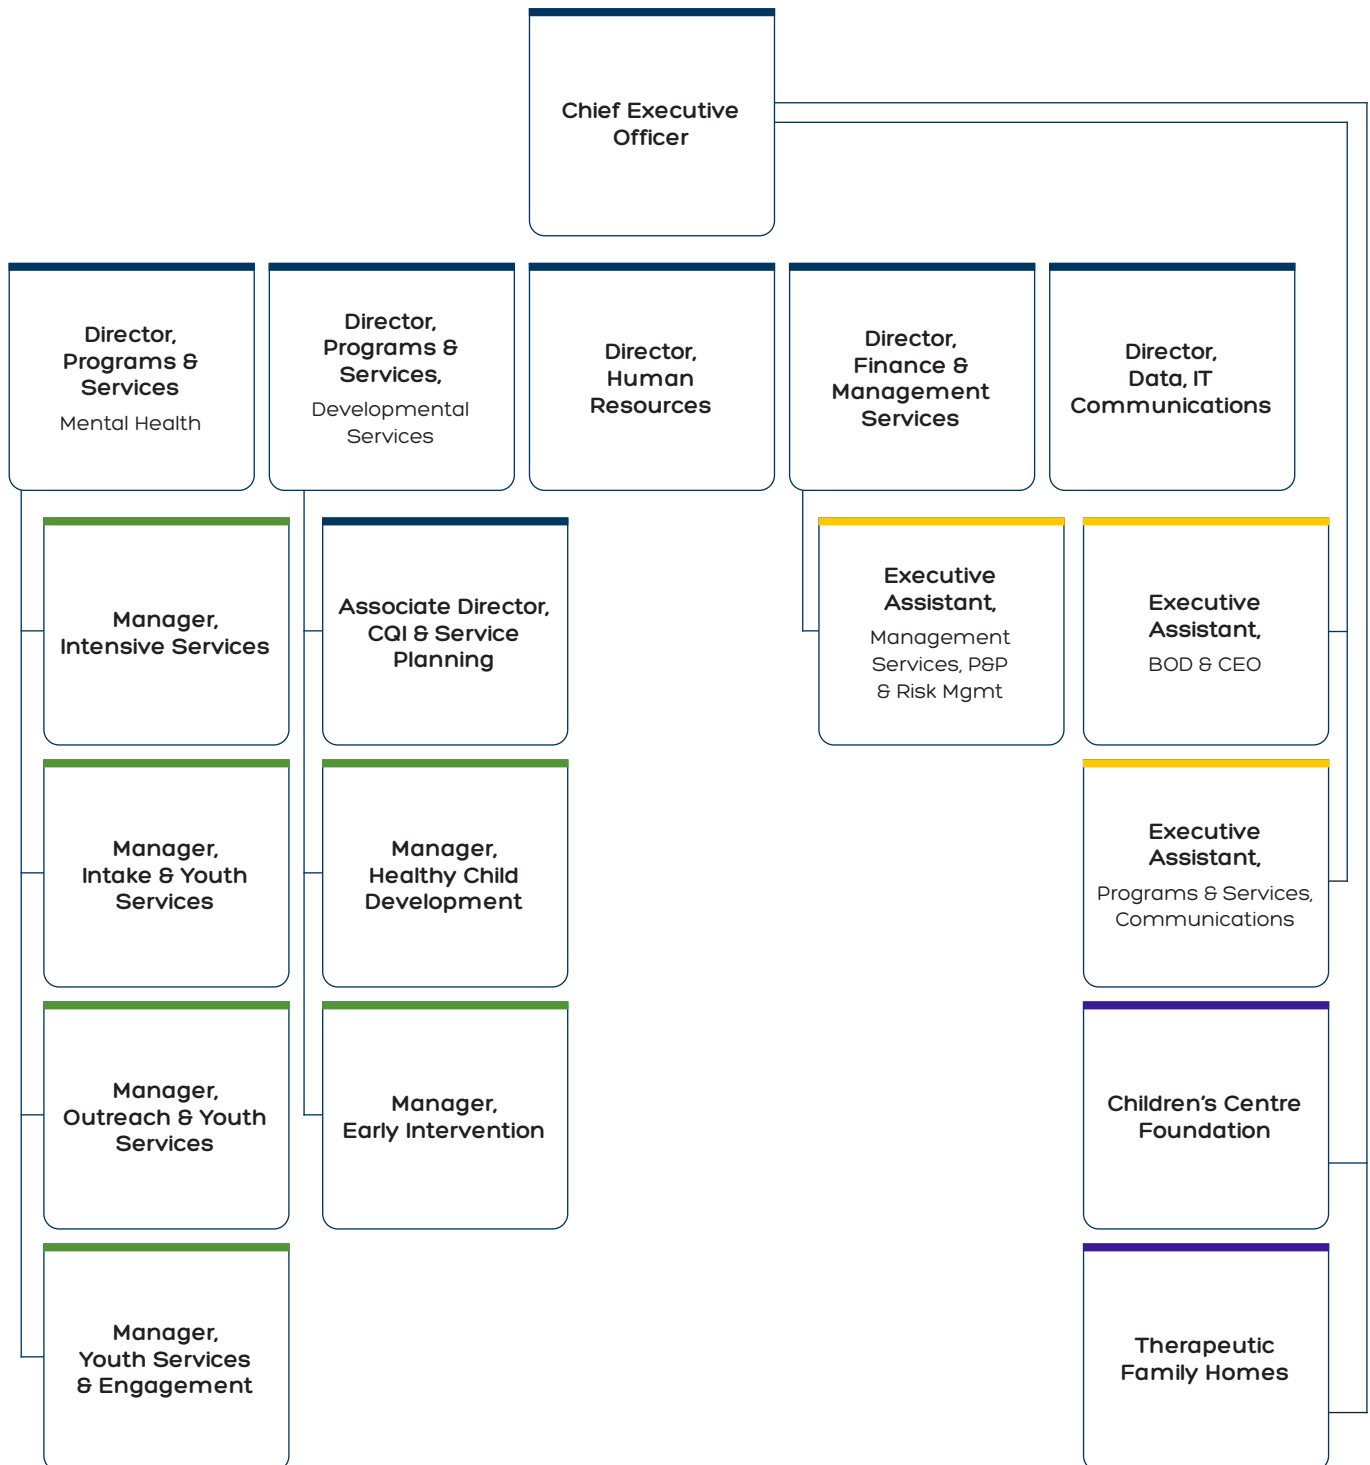 Chief Executive
Officer
Director,
Programs &
Services
Mental Health
Director,
Programs &
Services,
Developmental
Services
Director,
Human
Resources
Director,
Finance &
Management
Services
Director,
Data, IT
Communications
Manager,
Intensive Services
Associate Director,
CQI & Service
Planning
Executive
Assistant,
Management
Services, P&P
& Risk Mgmt
Executive
Assistant,
BOD & CEO
Manager,
Intake & Youth
Services
Manager,
Healthy Child
Development
Executive
Assistant,
Programs & Services,
Communications
Manager,
Outreach & Youth
Services
Manager,
Early Intervention
Children’s Centre
Foundation
Manager,
Youth Services
& Engagement
Therapeutic
Family Homes